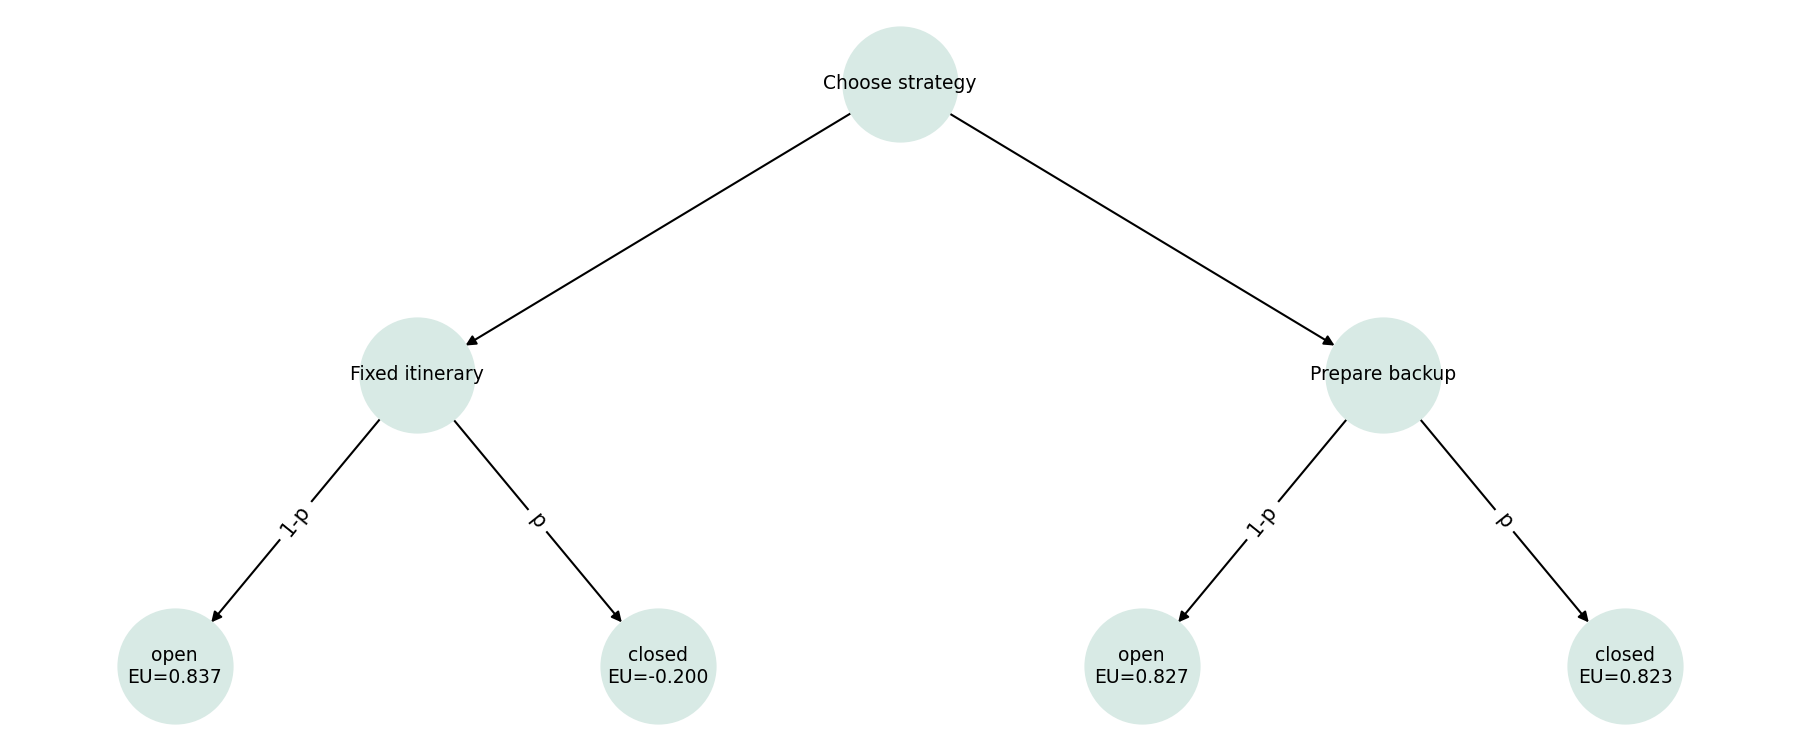 Choose strategy
Fixed itinerary
Prepare backup
1-p
p
1-p
p
open
EU=0.837
closed
EU=-0.200
open
EU=0.827
closed
EU=0.823